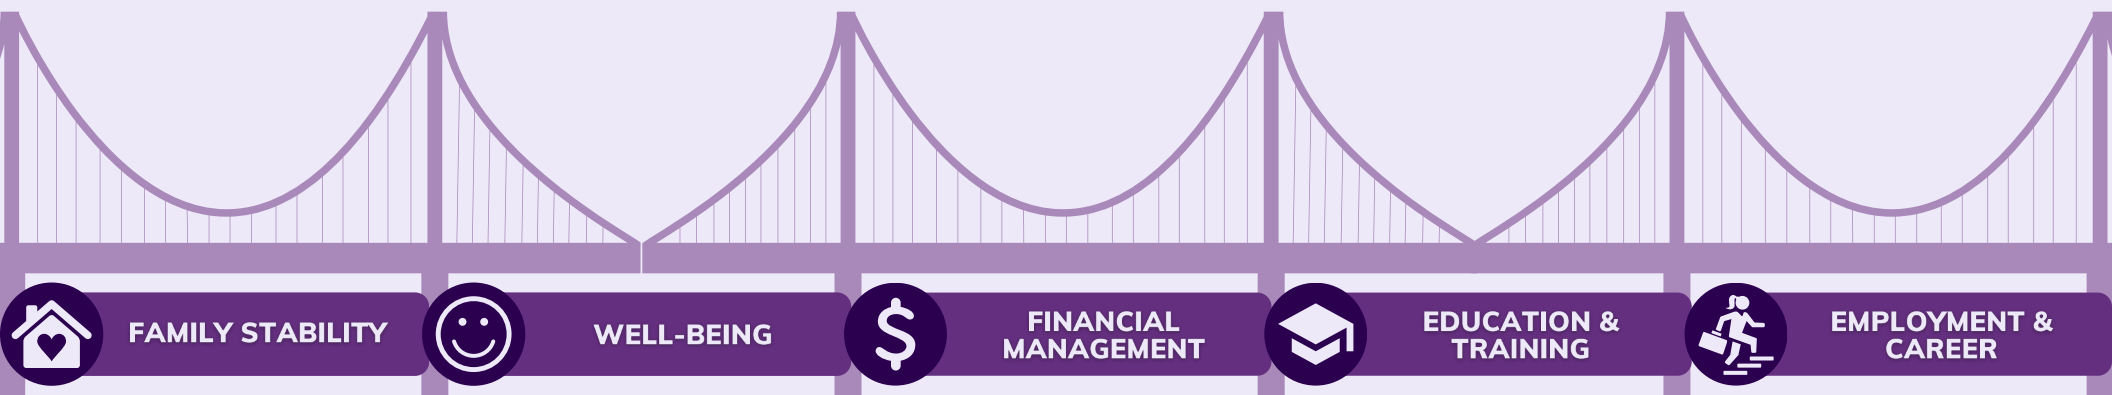 FAMILY STABILITY
WELL-BEING
$
FINANCIAL
MANAGEMENT
EDUCATION &
TRAINING
EMPLOYMENT &
CAREER